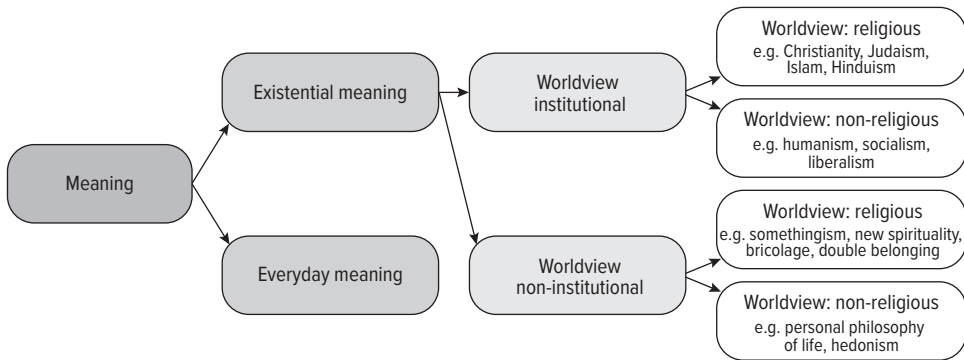 Meaning
Existential meaning
Everyday meaning
Worldview
institutional
Worldview
non-institutional
Worldview: religious
e.g. Christianity, Judaism,
Islam, Hinduism
Worldview: non-religious
e.g. humanism, socialism,
liberalism
Worldview: religious
e.g. somethingism, new spirituality,
bricolage, double belonging
Worldview: non-religious
e.g. personal philosophy
of life, hedonism